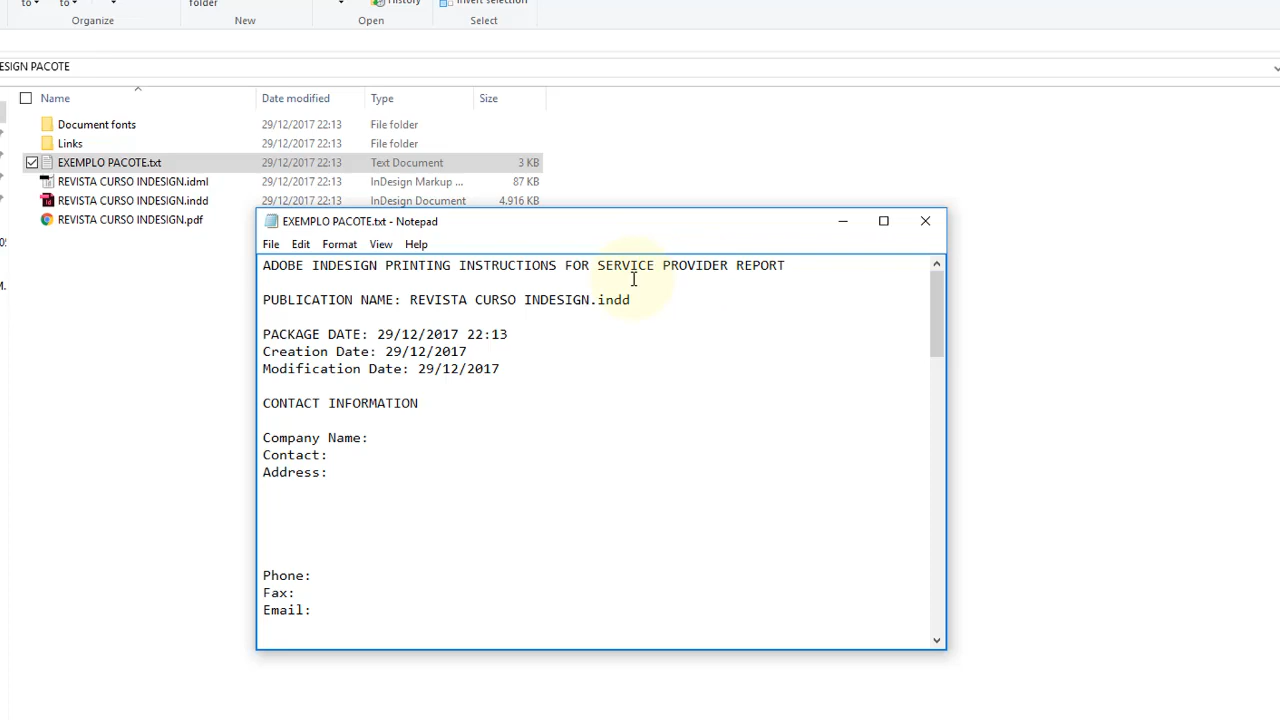 to to folder History Invert selection
Organize New Open Select
ESIGN PACOTE
Name Date modified Type Size
Document fonts 29/12/2017 22:13 File folder
Links 29/12/2017 22:13 File folder
EXEMPLO PACOTE.txt 29/12/2017 22:13 Text Document 3 KB
REVISTA CURSO INDESIGN.idml 29/12/2017 22:13 InDesign Markup ... 87 KB
REVISTA CURSO INDESIGN.indd 29/12/2017 22:13 InDesign Document 4.916 KB
REVISTA CURSO INDESIGN.pdf
EXEMPLO PACOTE.txt - Notepad
File Edit Format View Help
ADOBE INDESIGN PRINTING INSTRUCTIONS FOR SERVICE PROVIDER REPORT
PUBLICATION NAME: REVISTA CURSO INDESIGN.indd
PACKAGE DATE: 29/12/2017 22:13
Creation Date: 29/12/2017
Modification Date: 29/12/2017
CONTACT INFORMATION
Company Name:
Contact:
Address:
Phone:
Fax:
Email: